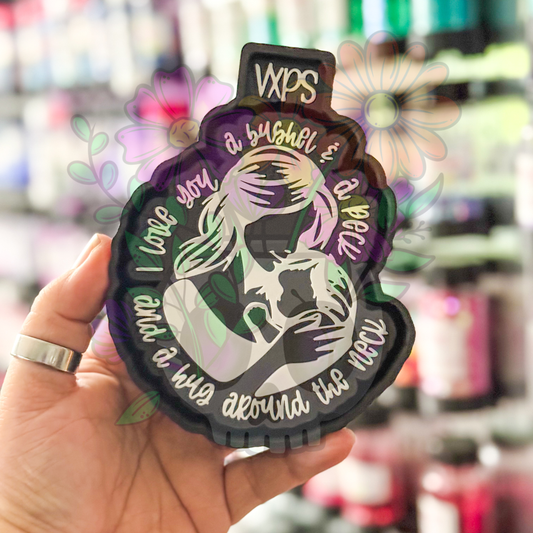 VXPS
I love you a bushel & a peck
and a hug around the neck